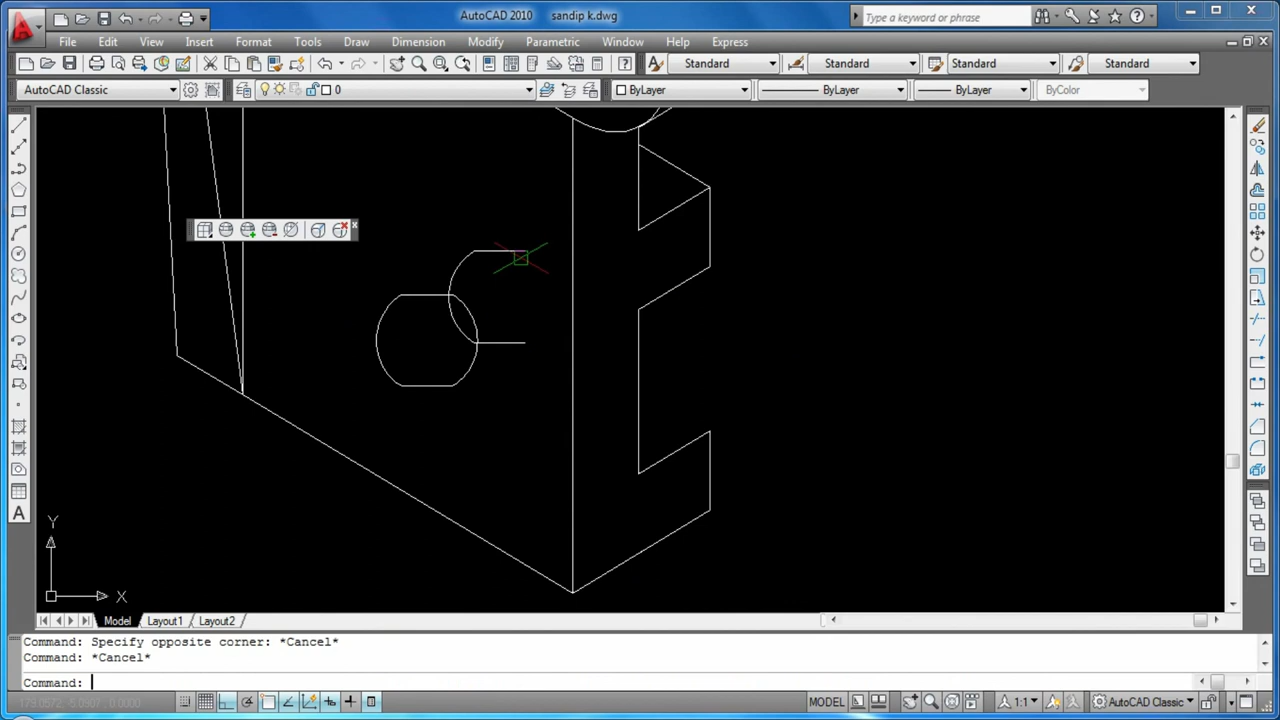 AutoCAD 2010 sandip k.dwg
Type a keyword or phrase
File Edit View Insert Format Tools Draw Dimension Modify Parametric Window Help Express
Standard Standard Standard Standard
AutoCAD Classic 0 ByLayer ByLayer ByLayer ByColor
A
Y
X
Model Layout1 Layout2
Command: Specify opposite corner: *Cancel*
Command: *Cancel*
Command:
MODEL 1:1 AutoCAD Classic